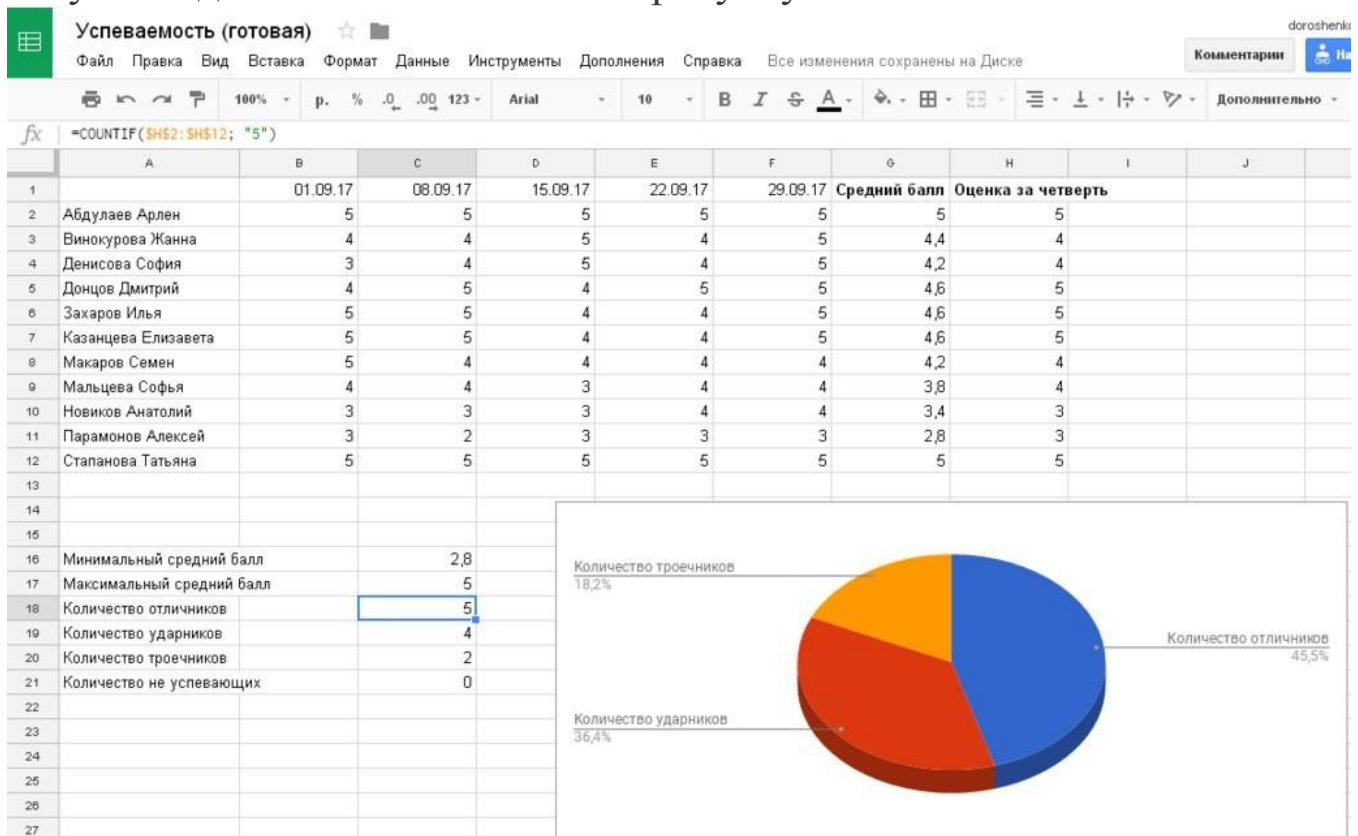 Успеваемость (готовая)
doroshenko
Файл Правка Вид Вставка Формат Данные Инструменты Дополнения Справка Все изменения сохранены на Диске
Комментарии На
100% р. % .0 .00 123 Arial 10 B I S A Дополнительно
fx =COUNTIF($H$2:$H$12; "5")
A B C D E F G H I J
1 01.09.17 08.09.17 15.09.17 22.09.17 29.09.17 Средний балл Оценка за четверть
2 Абдулаев Арлен 5 5 5 5 5 5 5
3 Винокурова Жанна 4 4 5 4 5 4,4 4
4 Денисова София 3 4 5 4 5 4,2 4
5 Донцов Дмитрий 4 5 4 5 5 4,6 5
6 Захаров Илья 5 5 4 4 5 4,6 5
7 Казанцева Елизавета 5 5 4 4 5 4,6 5
8 Макаров Семен 5 4 4 4 4 4,2 4
9 Мальцева Софья 4 4 3 4 4 3,8 4
10 Новиков Анатолий 3 3 3 4 4 3,4 3
11 Парамонов Алексей 3 2 3 3 3 2,8 3
12 Стапанова Татьяна 5 5 5 5 5 5 5
13
14
15
16 Минимальный средний балл 2,8
17 Максимальный средний балл 5
18 Количество отличников 5
19 Количество ударников 4
20 Количество троечников 2
21 Количество не успевающих 0
22
23
24
25
26
27
Количество троечников
18,2%
Количество отличников
45,5%
Количество ударников
36,4%